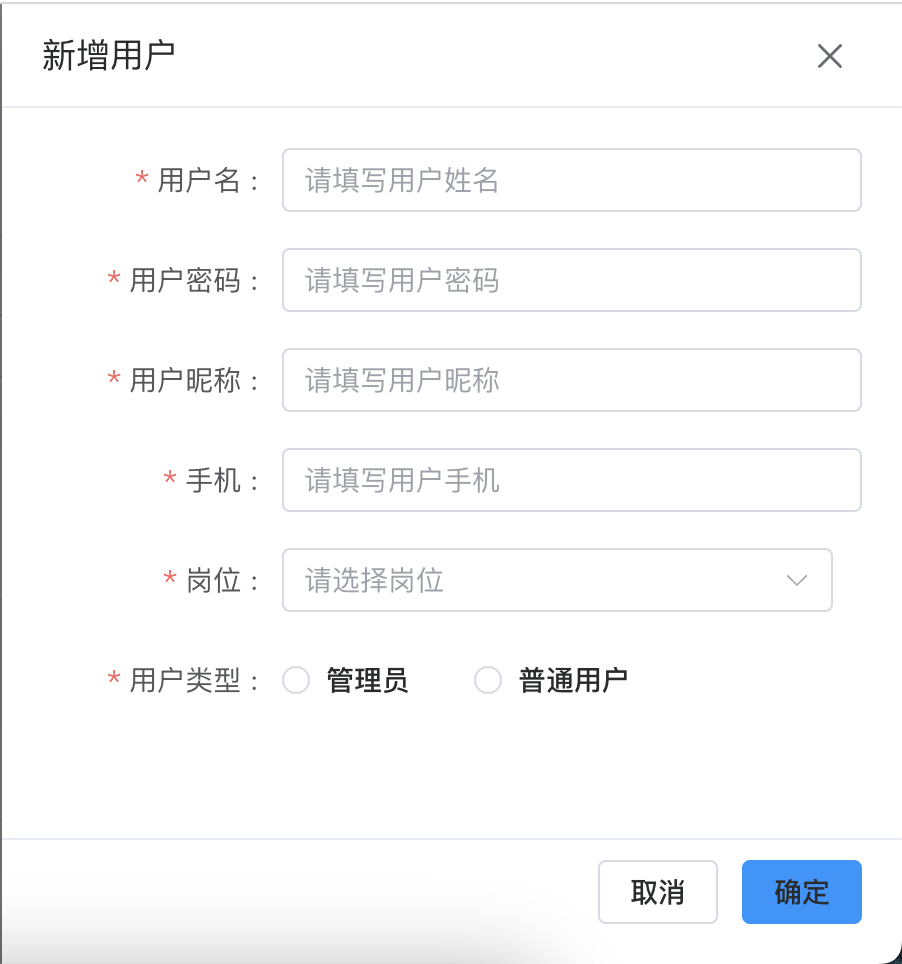 新增用户
* 用户名： 请填写用户姓名
* 用户密码： 请填写用户密码
* 用户昵称： 请填写用户昵称
* 手机： 请填写用户手机
* 岗位： 请选择岗位
* 用户类型： 管理员 普通用户
取消 确定